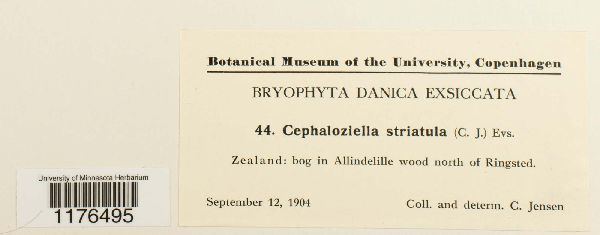 Botanical Museum of the University, Copenhagen
BRYOPHYTA DANICA EXSICCATA
44. Cephaloziella striatula (C. J.) Evs.
Zealand: bog in Allindelille wood north of Ringsted.
September 12, 1904 Coll. and determ. C. Jensen
University of Minnesota Herbarium
1176495